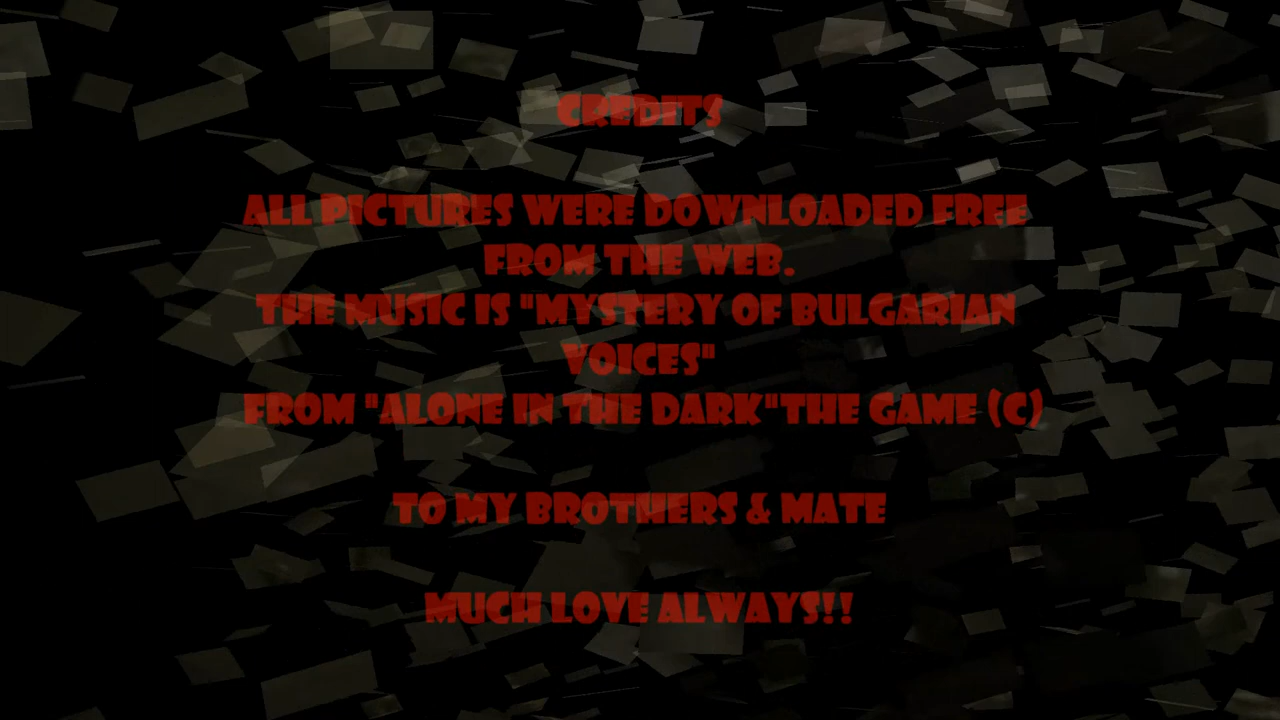 CREDITS
ALL PICTURES WERE DOWNLOADED FREE
FROM THE WEB.
THE MUSIC IS "MYSTERY OF BULGARIAN
VOICES"
FROM "ALONE IN THE DARK"THE GAME (C)
TO MY BROTHERS & MATE
MUCH LOVE ALWAYS!!